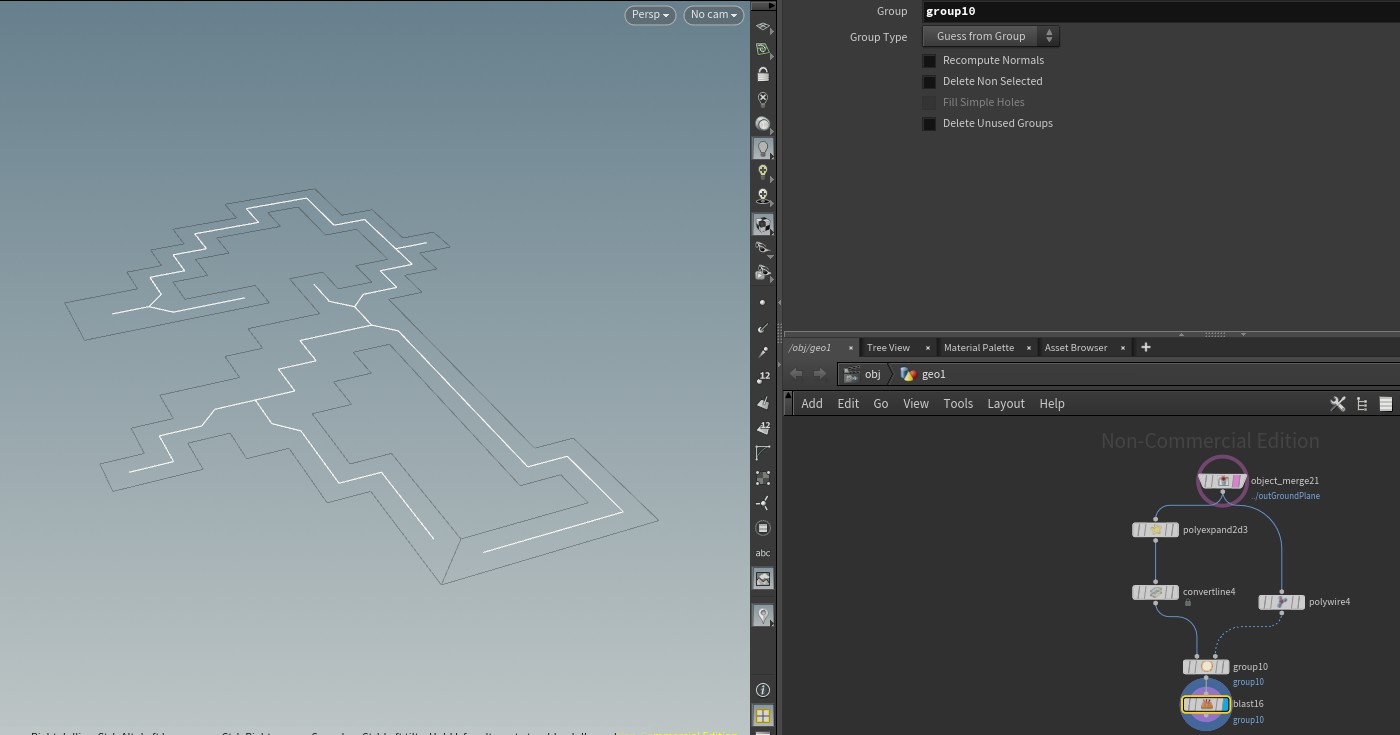 Persp
No cam
Group
group10
Group Type
Guess from Group
Recompute Normals
Delete Non Selected
Fill Simple Holes
Delete Unused Groups
12
12
abc
/obj/geo1
Tree View
Material Palette
Asset Browser
obj
geo1
Add Edit Go View Tools Layout Help
Non-Commercial Edition
object_merge21
../outGroundPlane
polyexpand2d3
convertline4
polywire4
group10
group10
blast16
group10